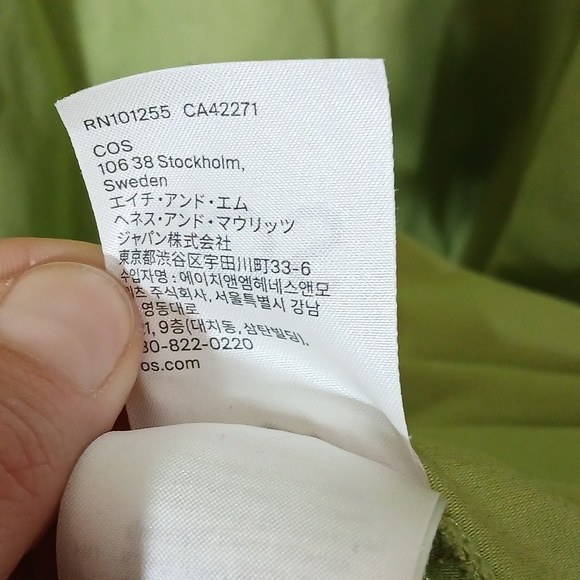 RN101255 CA42271
COS
106 38 Stockholm,
Sweden
エイチ・アンド・エム
ヘネス・アンド・マウリッツ
ジャパン株式会社
東京都渋谷区宇田川町33-6
수입자명 : 에이치앤엠헤네스앤모
리츠 주식회사, 서울특별시 강남
영동대로
1, 9층(대치동, 삼탄빌딩).
80-822-0220
os.com